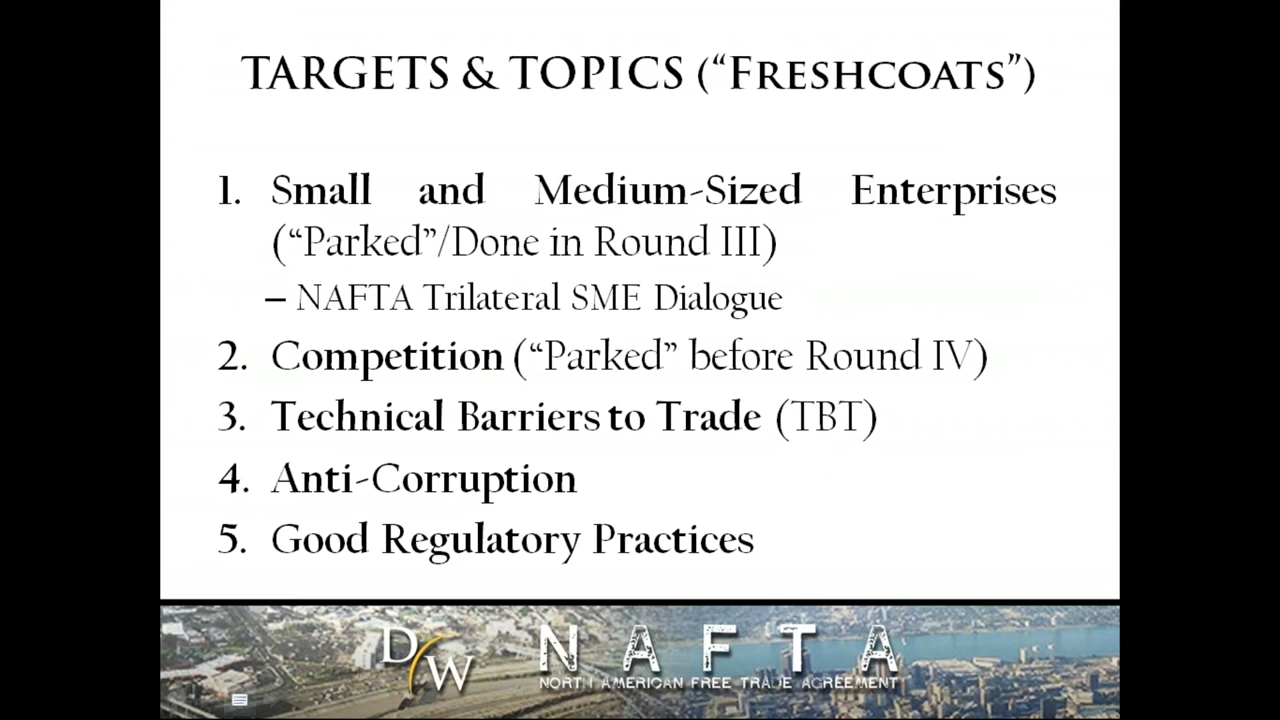 TARGETS & TOPICS (“FRESHCOATS”)
1. Small and Medium-Sized Enterprises
(“Parked”/Done in Round III)
– NAFTA Trilateral SME Dialogue
2. Competition (“Parked” before Round IV)
3. Technical Barriers to Trade (TBT)
4. Anti-Corruption
5. Good Regulatory Practices
DW
NAFTA
NORTH AMERICAN FREE TRADE AGREEMENT